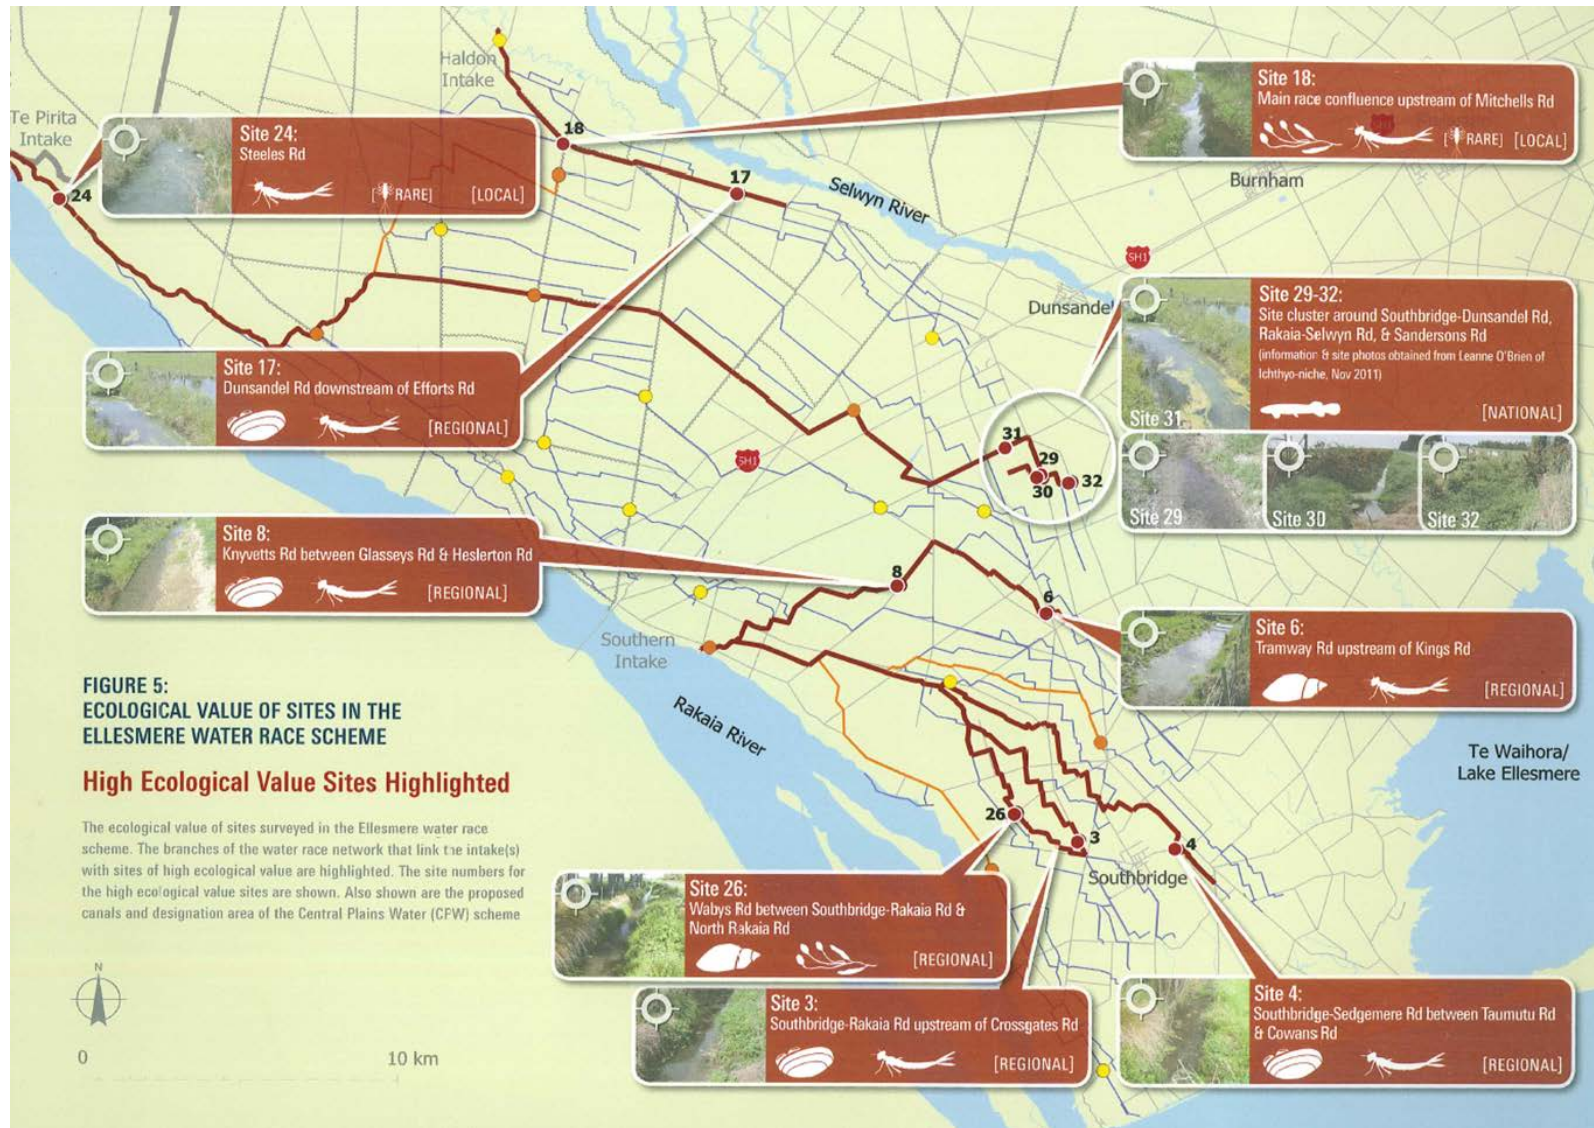 Haldon
Intake
Te Pirita
Intake
24
Site 24:
Steeles Rd
[RARE]
[LOCAL]
18
17
Selwyn River
Site 18:
Main race confluence upstream of Mitchells Rd
[RARE] [LOCAL]
Burnham
SH1
Dunsandel
Site 29-32:
Site cluster around Southbridge-Dunsandel Rd,
Rakaia-Selwyn Rd, & Sandersons Rd
(information & site photos obtained from Leanne O'Brien of
Ichthyo-niche, Nov 2011)
[NATIONAL]
Site 31
Site 29
Site 30
Site 32
Site 17:
Dunsandel Rd downstream of Efforts Rd
[REGIONAL]
31
29
30
32
SH1
Site 8:
Knyvetts Rd between Glasseys Rd & Heslerton Rd
[REGIONAL]
8
6
Site 6:
Tramway Rd upstream of Kings Rd
[REGIONAL]
Southern
Intake
Rakaia River
FIGURE 5:
ECOLOGICAL VALUE OF SITES IN THE
ELLESMERE WATER RACE SCHEME
High Ecological Value Sites Highlighted
The ecological value of sites surveyed in the Ellesmere water race
scheme. The branches of the water race network that link the intake(s)
with sites of high ecological value are highlighted. The site numbers for
the high ecological value sites are shown. Also shown are the proposed
canals and designation area of the Central Plains Water (CFW) scheme
Te Waihora/
Lake Ellesmere
26
3
4
Southbridge
Site 26:
Wabys Rd between Southbridge-Rakaia Rd &
North Rakaia Rd
[REGIONAL]
Site 3:
Southbridge-Rakaia Rd upstream of Crossgates Rd
[REGIONAL]
Site 4:
Southbridge-Sedgemere Rd between Taumutu Rd
& Cowans Rd
[REGIONAL]
N
0
10 km